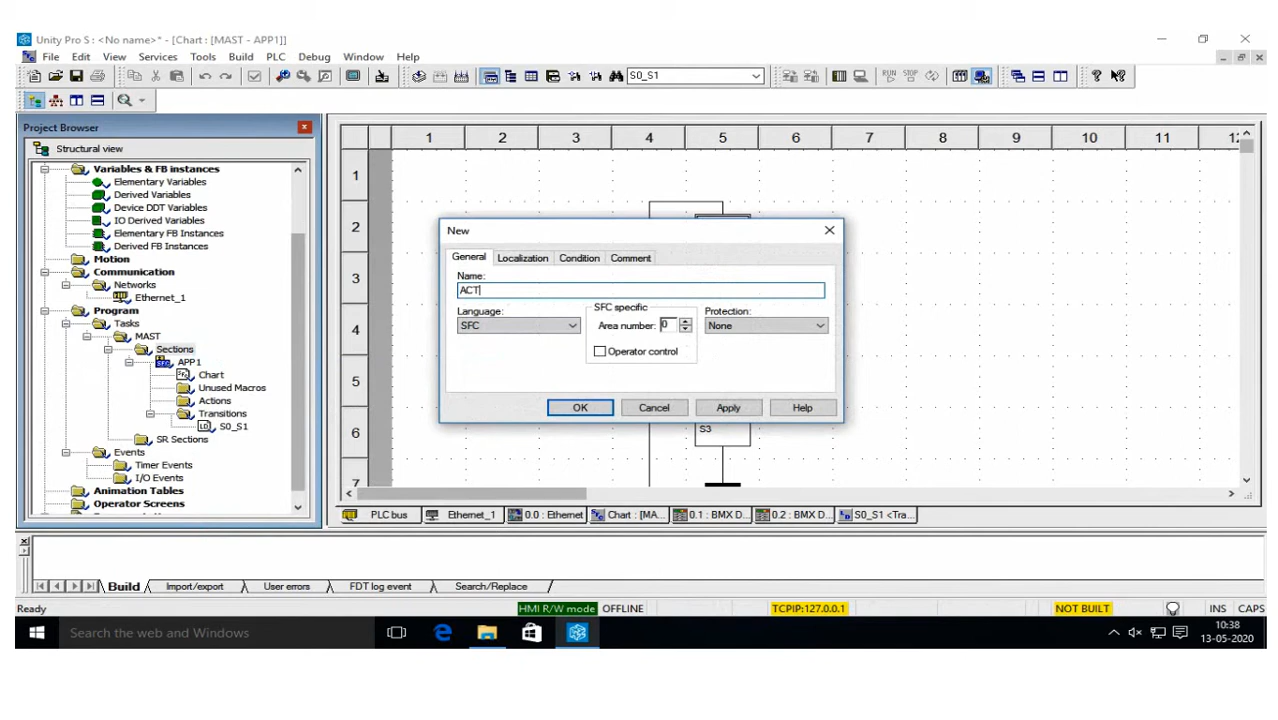 Unity Pro S : <No name>* - [Chart : [MAST - APP1]]
File Edit View Services Tools Build PLC Debug Window Help
S0_S1
RUN STOP
Project Browser
Structural view
Variables & FB instances
Elementary Variables
Derived Variables
Device DDT Variables
IO Derived Variables
Elementary FB Instances
Derived FB Instances
Motion
Communication
Networks
Ethernet_1
Program
Tasks
MAST
Sections
APP1
Chart
Unused Macros
Actions
Transitions
LD S0_S1
SR Sections
Events
Timer Events
I/O Events
Animation Tables
Operator Screens
1 2 3 4 5 6 7 8 9 10 11
1
2
3
4
5
6
7
New
General Localization Condition Comment
Name:
ACT
Language: SFC specific Protection:
SFC Area number: 0 None
Operator control
OK Cancel Apply Help
S3
PLC bus Ethernet_1 0.0 : Ethernet Chart : [MA... 0.1 : BMX D... 0.2 : BMX D... S0_S1 <Tra...
Build Import/export User errors FDT log event Search/Replace
Ready HMI R/W mode OFFLINE TCPIP:127.0.0.1 NOT BUILT INS CAPS
Search the web and Windows
10:38
13-05-2020